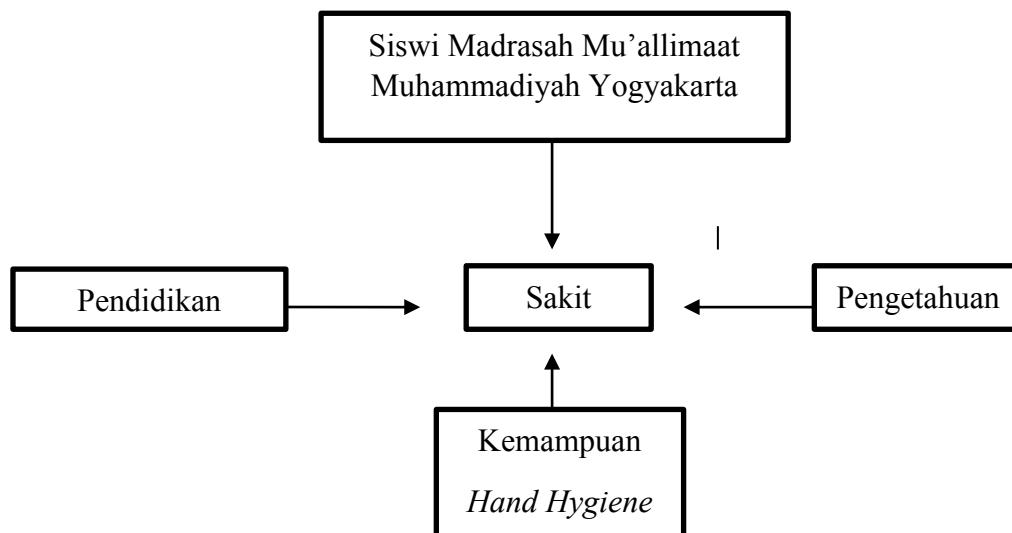 Siswi Madrasah Mu’allimaat
Muhammadiyah Yogyakarta
Pendidikan
Sakit
Pengetahuan
Kemampuan
Hand Hygiene